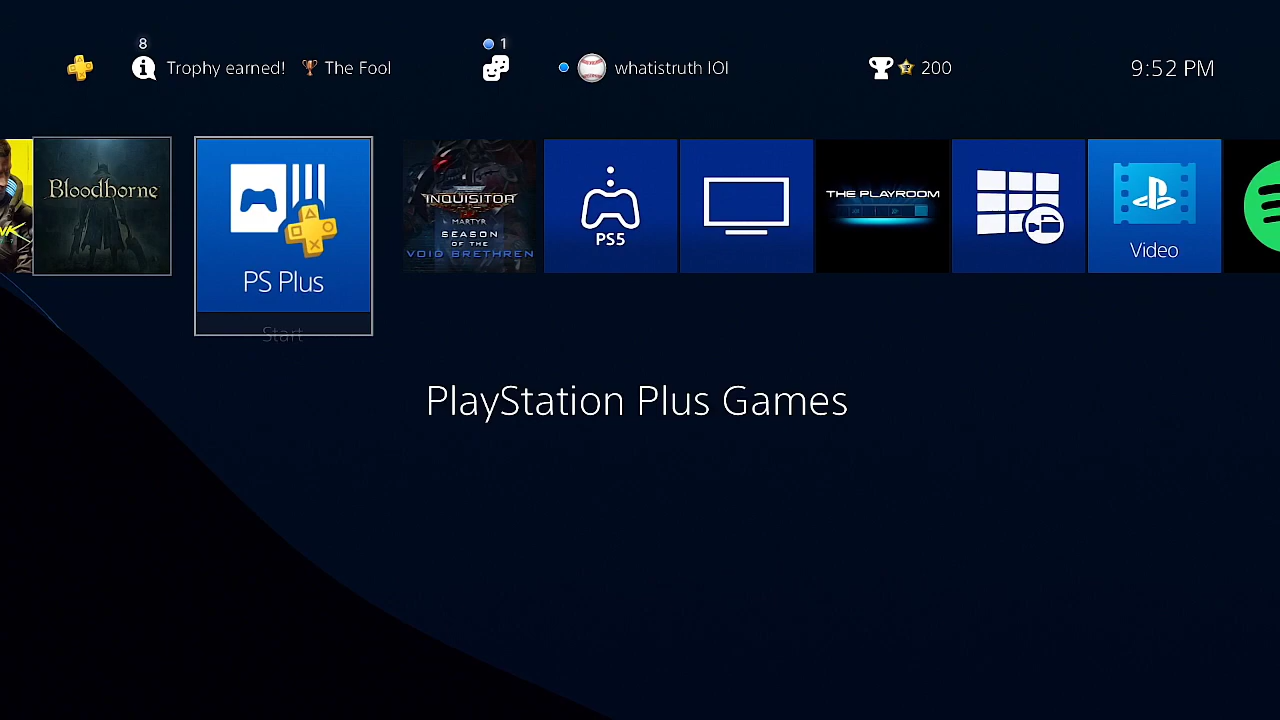 8
Trophy earned! The Fool
1
whatistruth IOI
200
9:52 PM
Bloodborne
PS Plus
Start
INQUISITOR
MARTYR
SEASON
OF THE
VOID BRETHREN
PS5
THE PLAYROOM
Video
PlayStation Plus Games